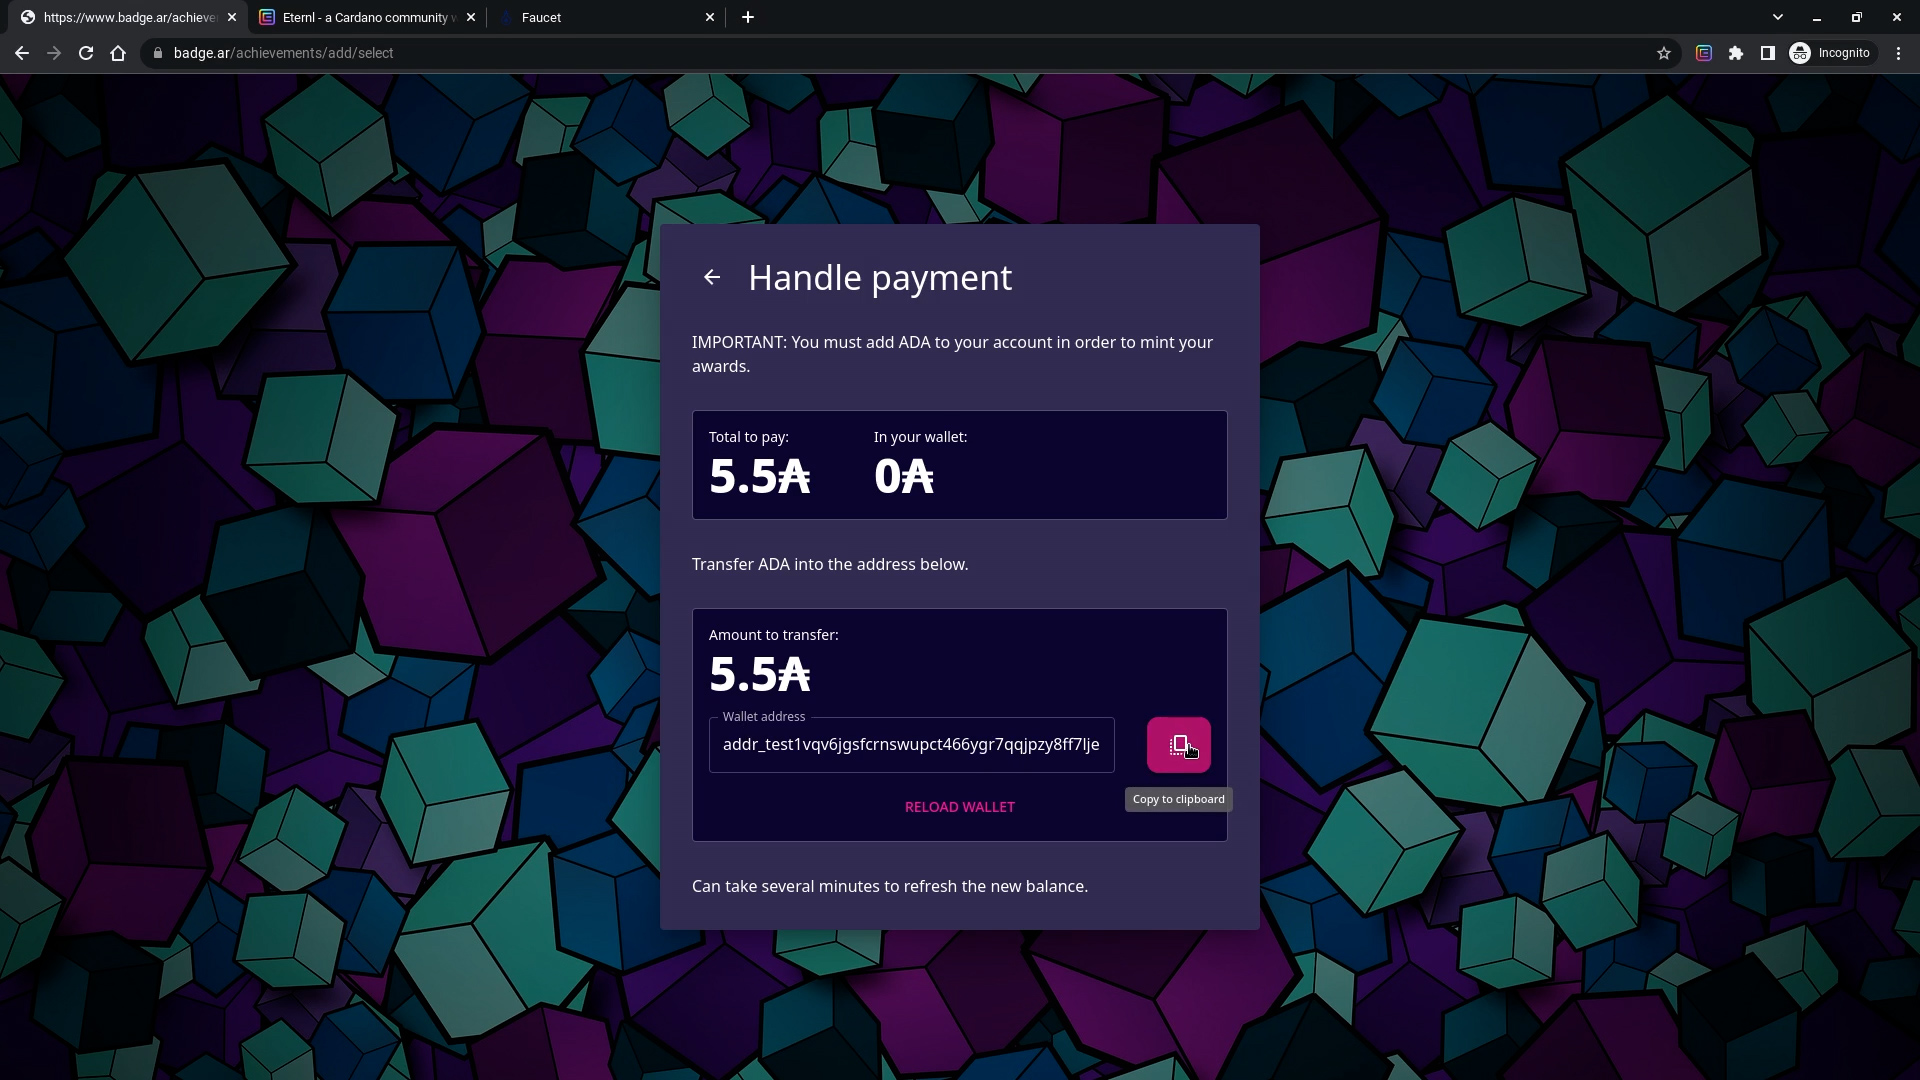 https://www.badge.ar/achieve
Eternl - a Cardano community w
Faucet
badge.ar/achievements/add/select
Incognito
Handle payment
IMPORTANT: You must add ADA to your account in order to mint your
awards.
Total to pay:
In your wallet:
5.5₳
0₳
Transfer ADA into the address below.
Amount to transfer:
5.5₳
Wallet address
addr_test1vqv6jgsfcrnswupct466ygr7qqjpzy8ff7lje
RELOAD WALLET
Copy to clipboard
Can take several minutes to refresh the new balance.